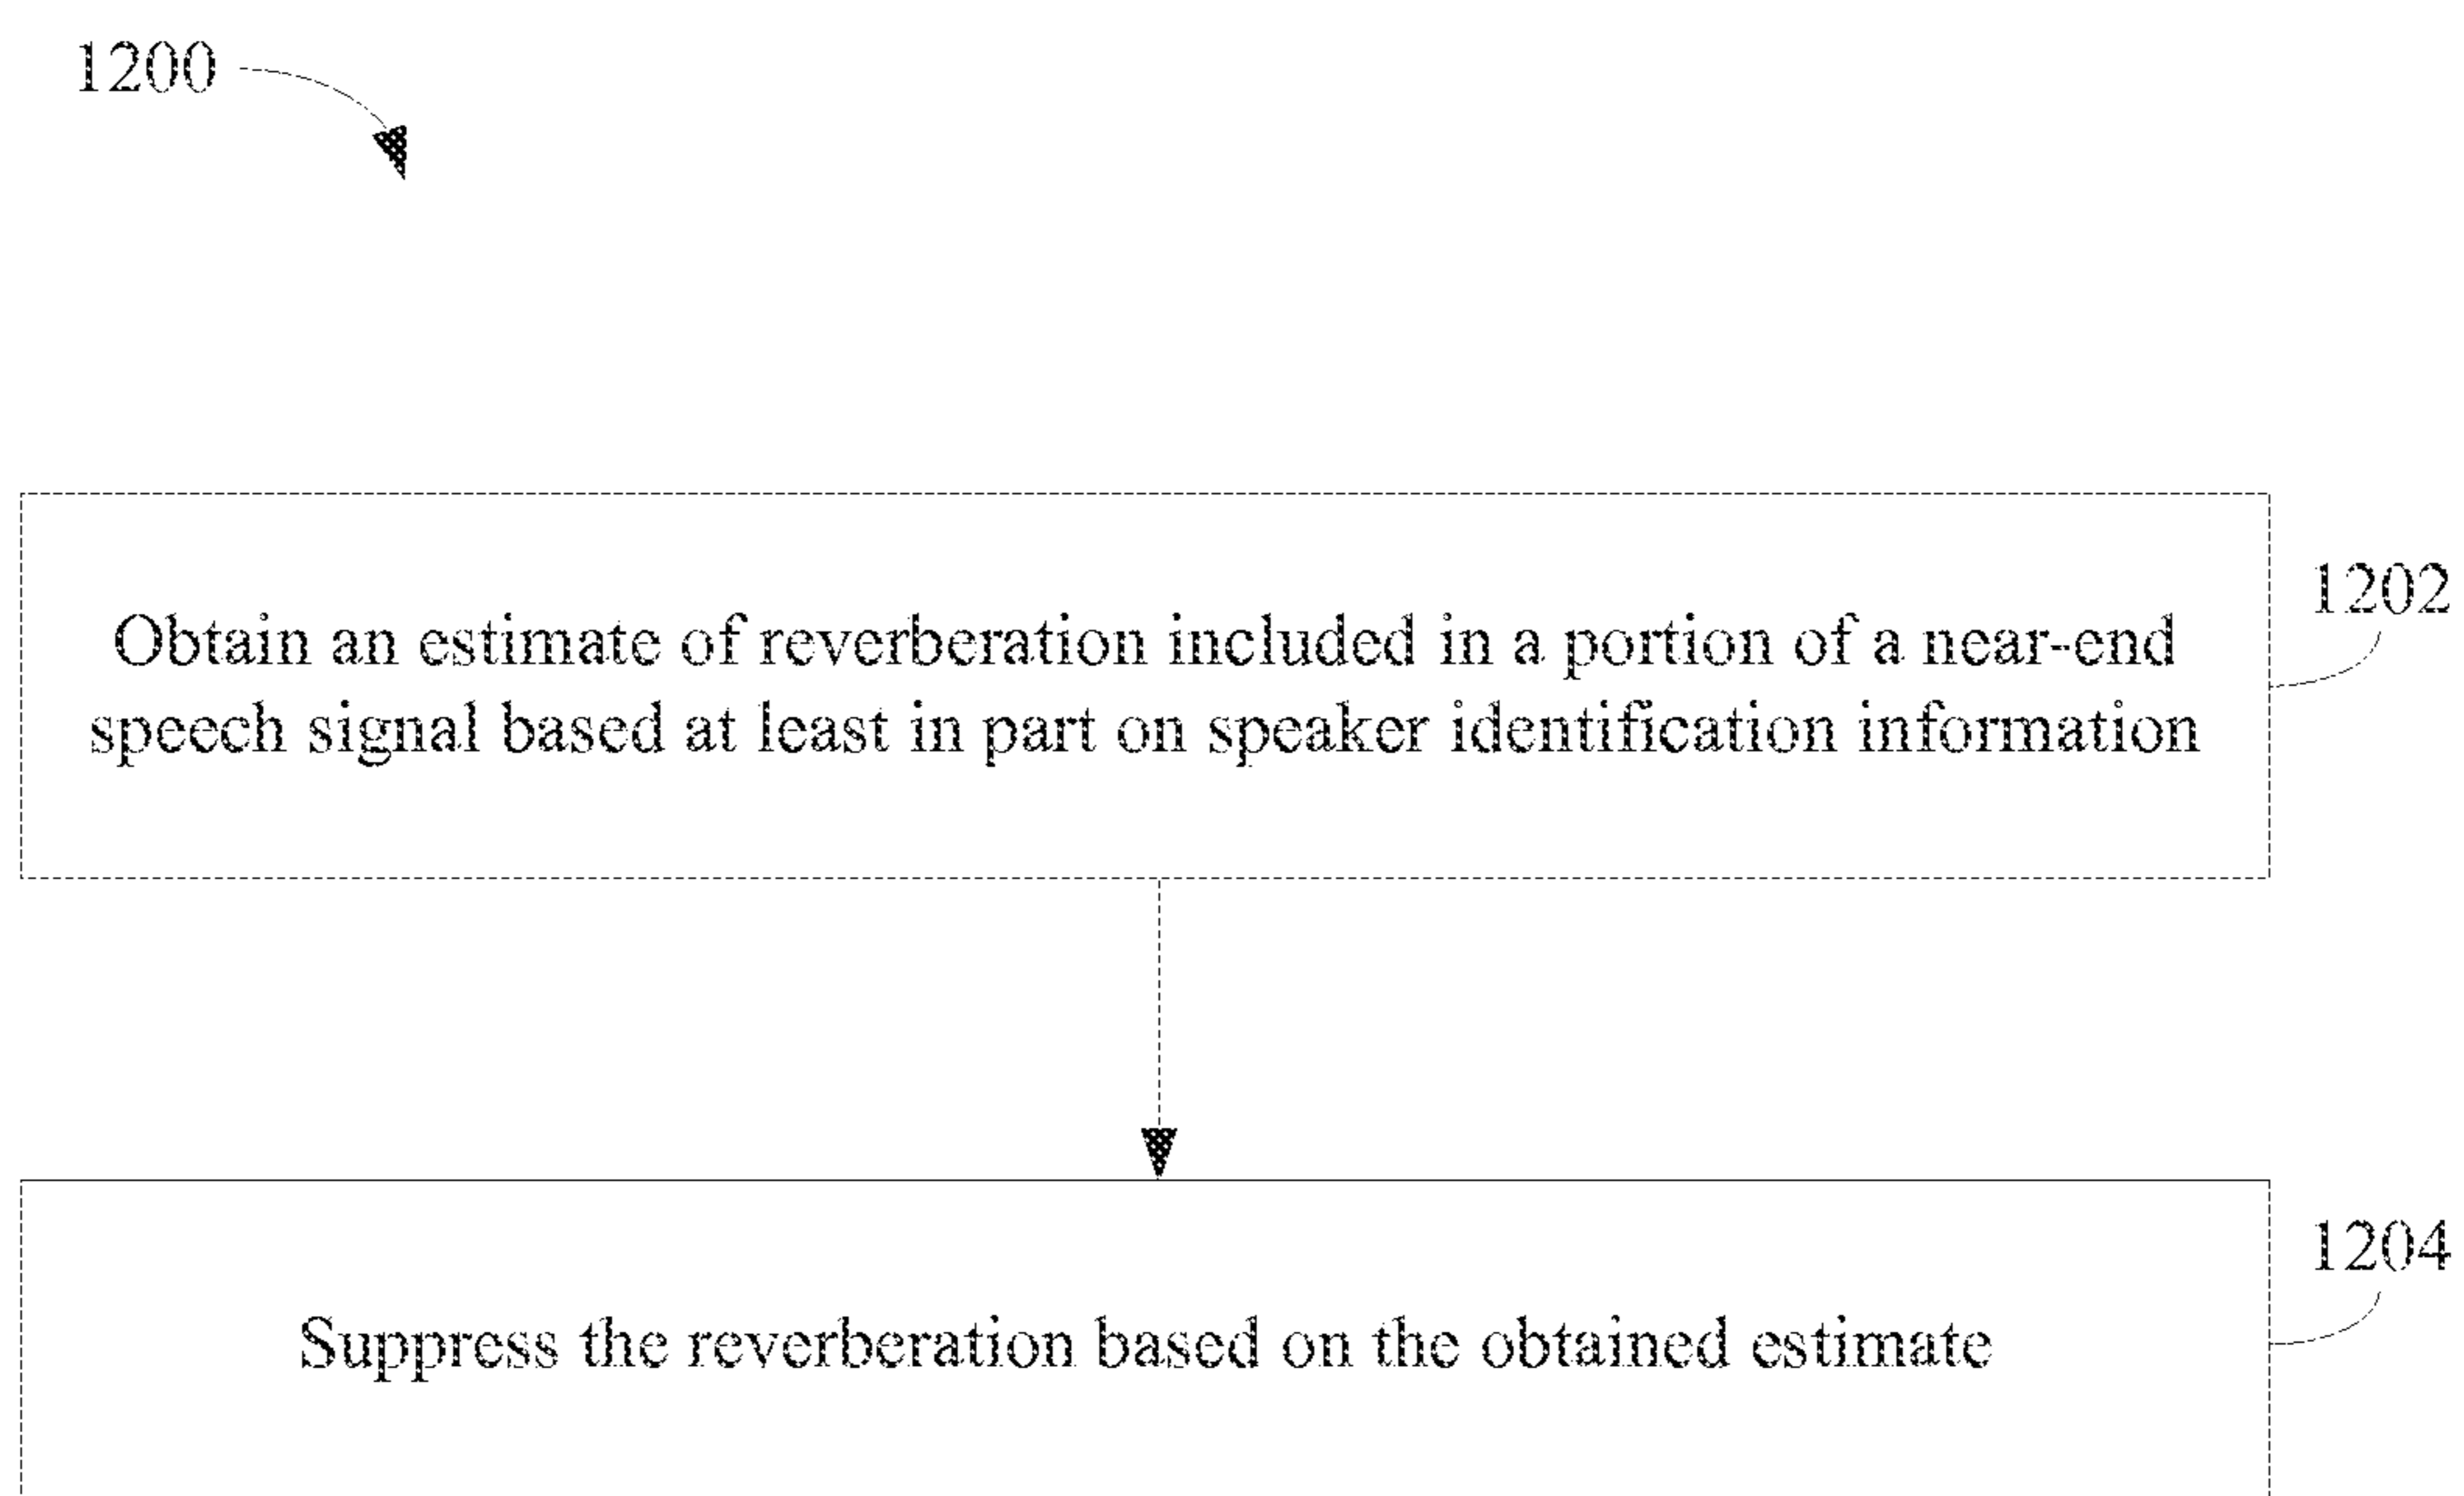 1200
Obtain an estimate of reverberation included in a portion of a near-end
speech signal based at least in part on speaker identification information
1202
Suppress the reverberation based on the obtained estimate
1204